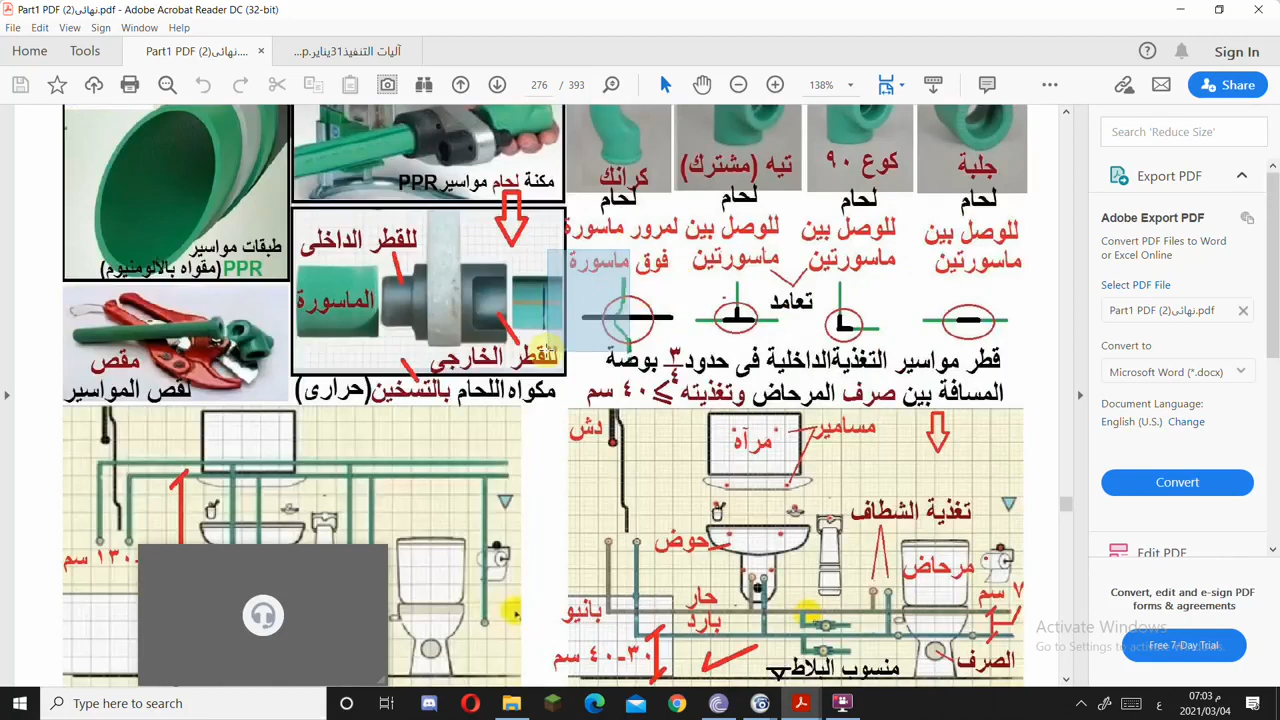 Part1 PDF (2)نهائى.pdf - Adobe Acrobat Reader DC (32-bit)
File Edit View Sign Window Help
Home Tools Part1 PDF (2)نهائى.... × آليات التنفيذ31يناير.p... Sign In
276 / 393 138% Share
مكنة لحام مواسير PPR
كرانك
تيه (مشترك)
كوع ٩٠
جلبة
لحام لحام لحام لحام
طبقات مواسير
PPR (مقواه بالألومنيوم)
للقطر الداخلى
الماسورة
للقطر الخارجي
للوصل بين ماسورتين
للوصل بين ماسورتين
للوصل بين ماسورتين
لمرور ماسورة فوق ماسورة
تعامد
مقص
لقص المواسير
مكواه اللحام بالتسخين(حرارى)
قطر مواسير التغذية الداخلية فى حدود ٣/٤ بوصة
المسافة بين صرف المرحاض وتغذيته ⩾ ٤٠ سم
دش
مرآه
مسامير
تغذية الشطاف
حوض
مرحاض
٧ سم
حار
بارد
بانيو
٣٠-٤٠ سم
منسوب البلاط
الصرف
١٣٠ سم
Search 'Reduce Size'
Export PDF
Adobe Export PDF
Convert PDF Files to Word
or Excel Online
Select PDF File
Part1 PDF (2)نهائى.pdf
Convert to
Microsoft Word (*.docx)
Document Language:
English (U.S.) Change
Convert
Edit PDF
Convert, edit and e-sign PDF
forms & agreements
Free 7-Day Trial
Activate Windows
Go to Settings to activate Windows.
Type here to search
ع
07:03 م
2021/03/04